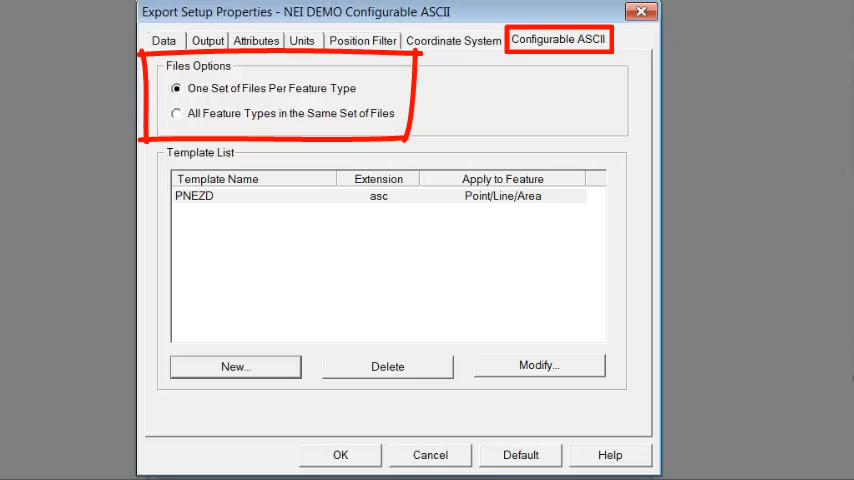 Export Setup Properties - NEI DEMO Configurable ASCII
Data Output Attributes Units Position Filter Coordinate System Configurable ASCII
Files Options
One Set of Files Per Feature Type
All Feature Types in the Same Set of Files
Template List
Template Name Extension Apply to Feature
PNEZD asc Point/Line/Area
New... Delete Modify...
OK Cancel Default Help